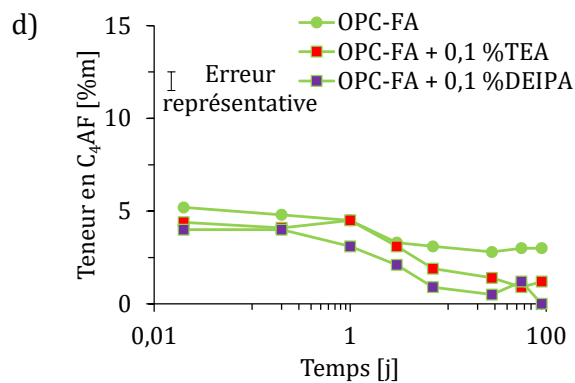 d)
OPC-FA
OPC-FA + 0,1 %TEA
OPC-FA + 0,1 %DEIPA
Erreur
représentative
Teneur en C₄AF [%m]
15
10
5
0
0,01
1
100
Temps [j]